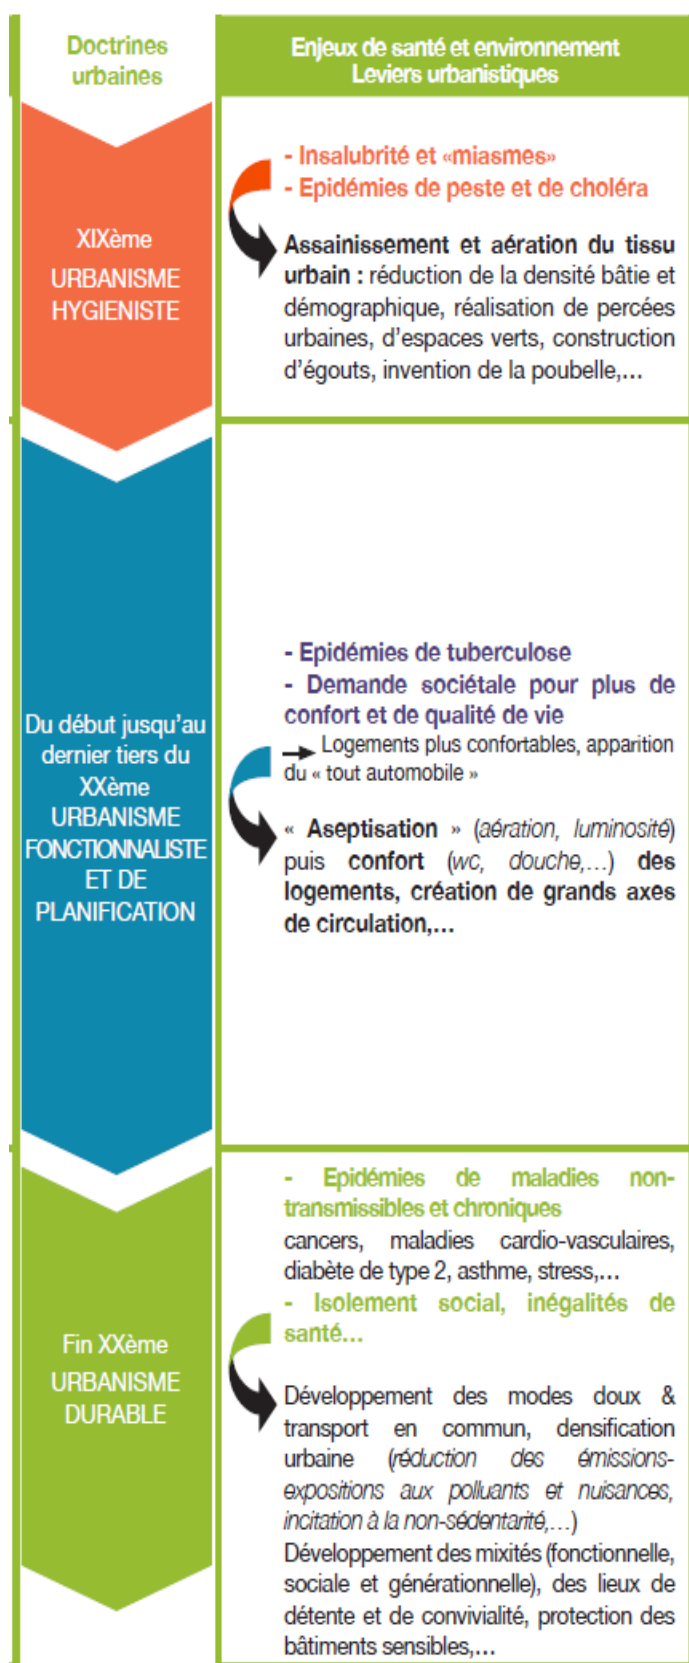 Doctrines
urbaines
Enjeux de santé et environnement
Leviers urbanistiques
XIXème
URBANISME
HYGIENISTE
- Insalubrité et «miasmes»
- Epidémies de peste et de choléra
Assainissement et aération du tissu
urbain : réduction de la densité bâtie et
démographique, réalisation de percées
urbaines, d'espaces verts, construction
d'égouts, invention de la poubelle,…
Du début jusqu'au
dernier tiers du
XXème
URBANISME
FONCTIONNALISTE
ET DE
PLANIFICATION
- Epidémies de tuberculose
- Demande sociétale pour plus de
confort et de qualité de vie
Logements plus confortables, apparition
du « tout automobile »
« Aseptisation » (aération, luminosité)
puis confort (wc, douche,…) des
logements, création de grands axes
de circulation,…
Fin XXème
URBANISME
DURABLE
- Epidémies de maladies non-
transmissibles et chroniques
cancers, maladies cardio-vasculaires,
diabète de type 2, asthme, stress,…
- Isolement social, inégalités de
santé…
Développement des modes doux &
transport en commun, densification
urbaine (réduction des émissions-
expositions aux polluants et nuisances,
incitation à la non-sédentarité,…)
Développement des mixités (fonctionnelle,
sociale et générationnelle), des lieux de
détente et de convivialité, protection des
bâtiments sensibles,…